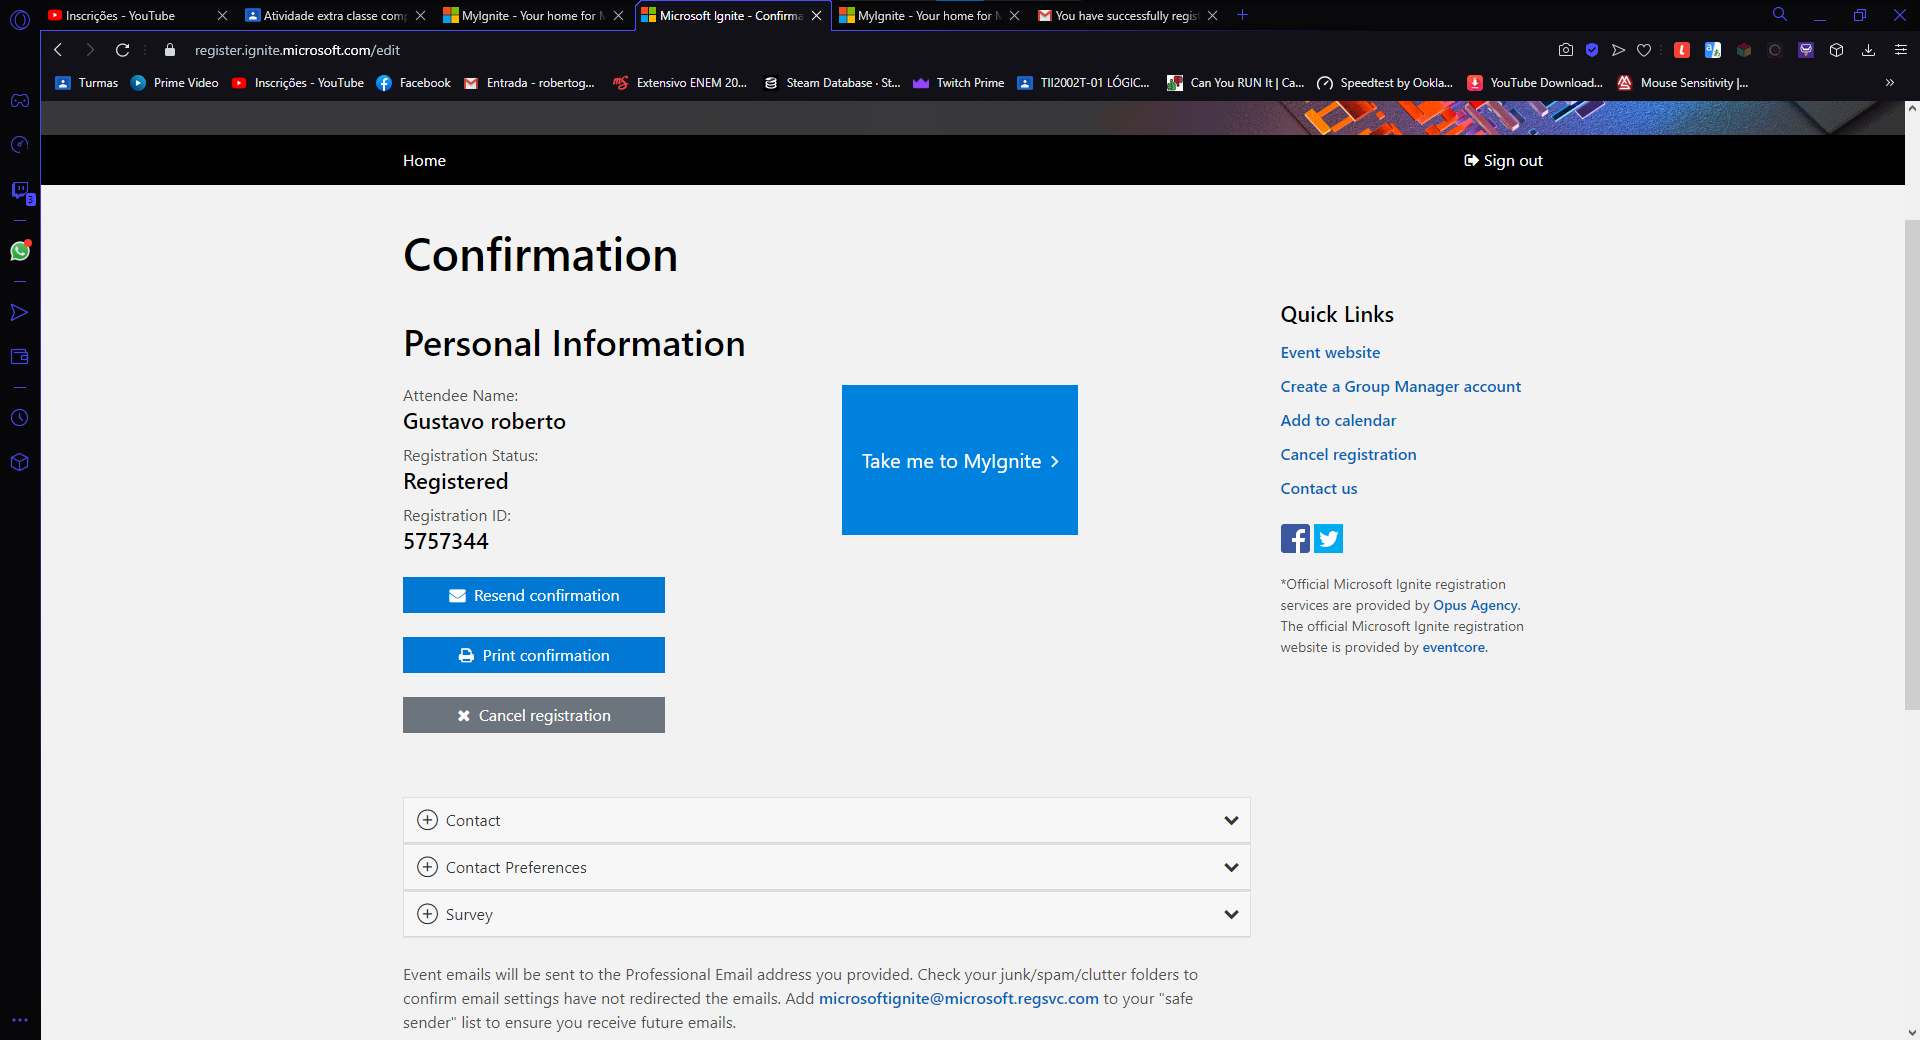 Inscrições - YouTube
Atividade extra classe com
MyIgnite - Your home for M
Microsoft Ignite - Confirma
MyIgnite - Your home for M
You have successfully regis
register.ignite.microsoft.com/edit
Turmas
Prime Video
Inscrições - YouTube
Facebook
Entrada - robertog...
Extensivo ENEM 20...
Steam Database · St...
Twitch Prime
TII2002T-01 LÓGIC...
Can You RUN It | Ca...
Speedtest by Ookla...
YouTube Download...
Mouse Sensitivity |...
»
Home
Sign out
3
Confirmation
Personal Information
Attendee Name:
Gustavo roberto
Registration Status:
Registered
Registration ID:
5757344
Take me to MyIgnite
Resend confirmation
Print confirmation
Cancel registration
Quick Links
Event website
Create a Group Manager account
Add to calendar
Cancel registration
Contact us
*Official Microsoft Ignite registration
services are provided by Opus Agency.
The official Microsoft Ignite registration
website is provided by eventcore.
Contact
Contact Preferences
Survey
Event emails will be sent to the Professional Email address you provided. Check your junk/spam/clutter folders to
confirm email settings have not redirected the emails. Add microsoftignite@microsoft.regsvc.com to your "safe
sender" list to ensure you receive future emails.